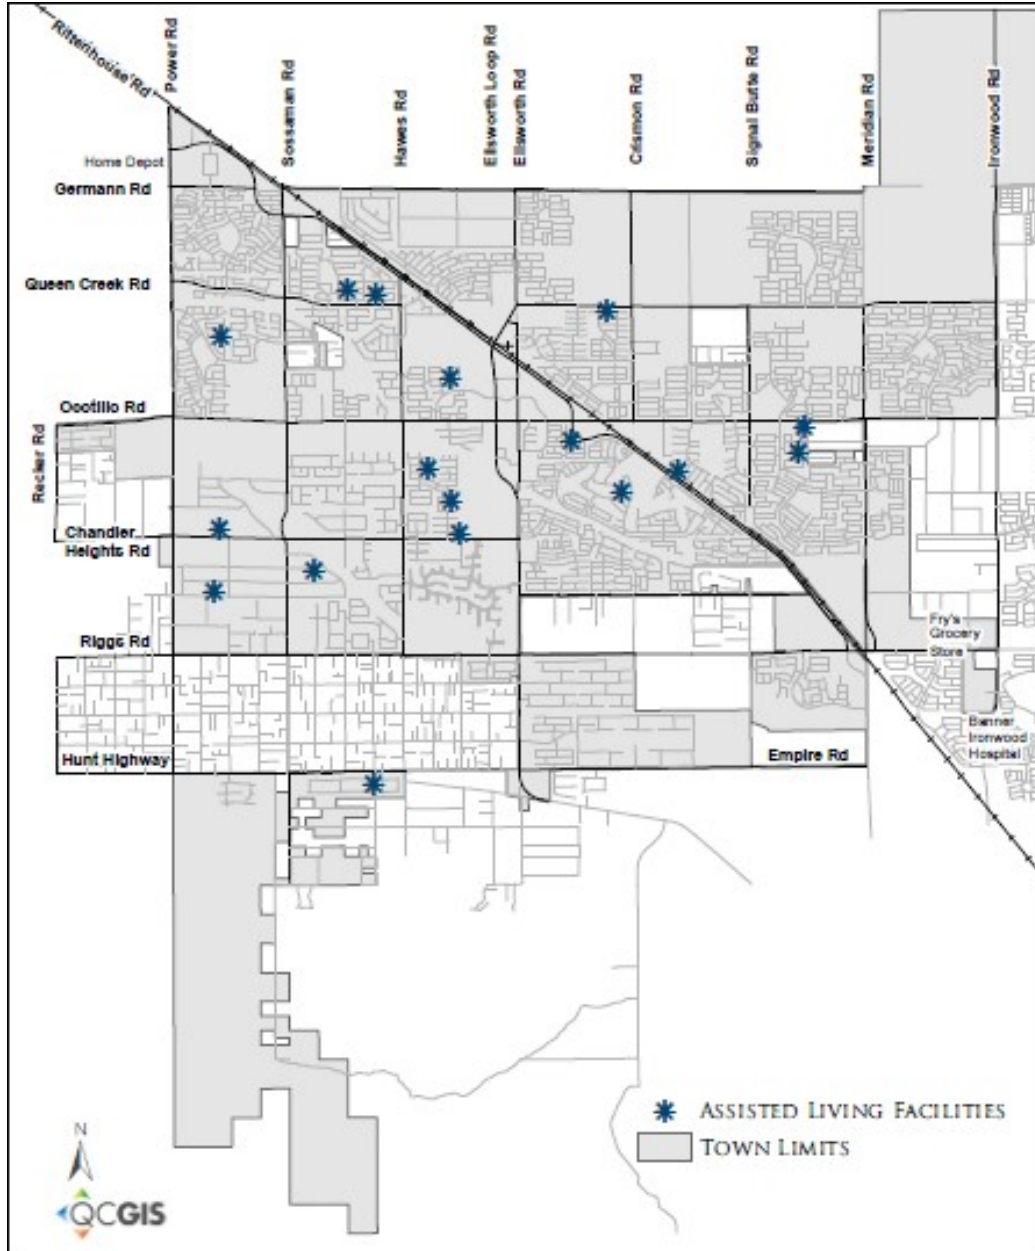 Rittenhouse Rd
Power Rd
Sossaman Rd
Hawes Rd
Ellsworth Loop Rd
Ellsworth Rd
Crismon Rd
Signal Butte Rd
Meridian Rd
Ironwood Rd
Home Depot
Germann Rd
Queen Creek Rd
Ocotillo Rd
Recker Rd
Chandler
Heights Rd
Riggs Rd
Fry's
Grocery
Store
Banner
Ironwood
Hospital
Hunt Highway
Empire Rd
ASSISTED LIVING FACILITIES
TOWN LIMITS
N
QCGIS